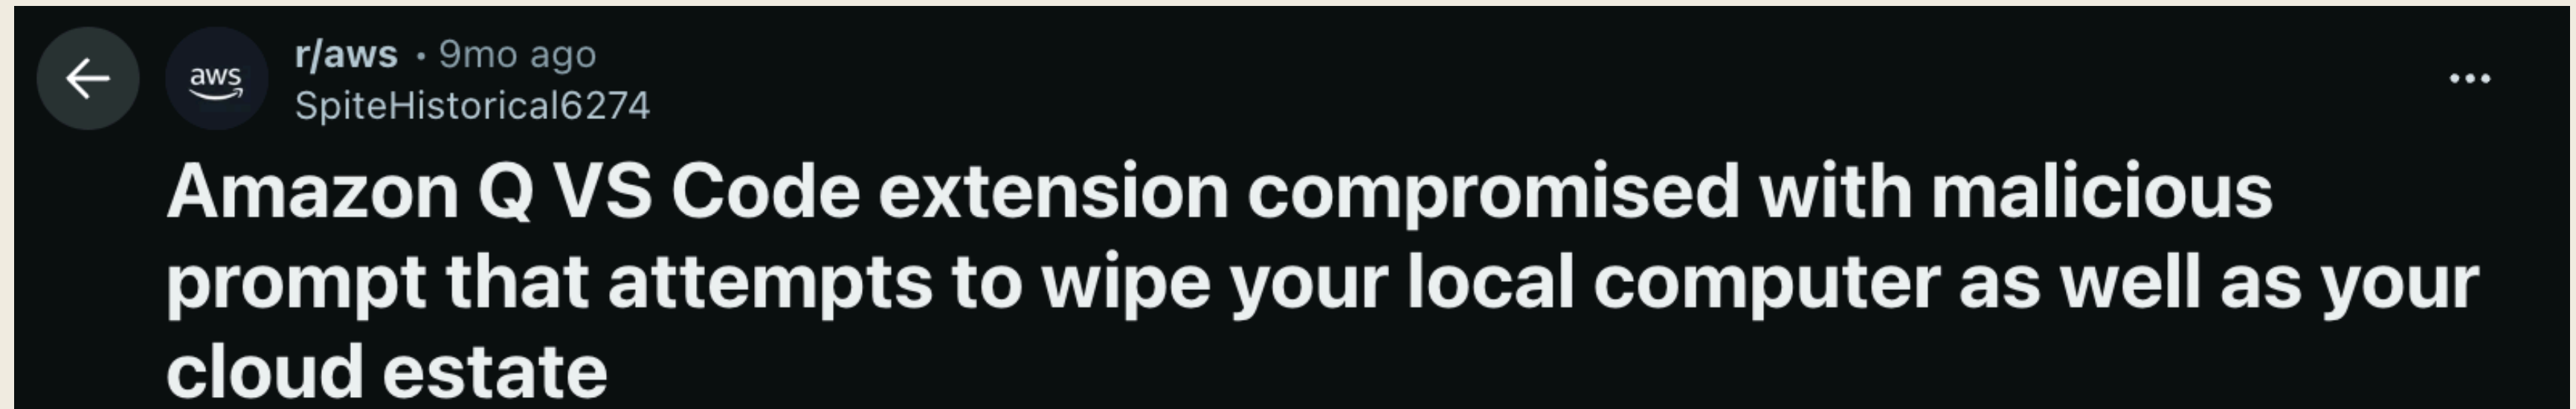 r/aws • 9mo ago
aws
SpiteHistorical6274
Amazon Q VS Code extension compromised with malicious
prompt that attempts to wipe your local computer as well as your
cloud estate